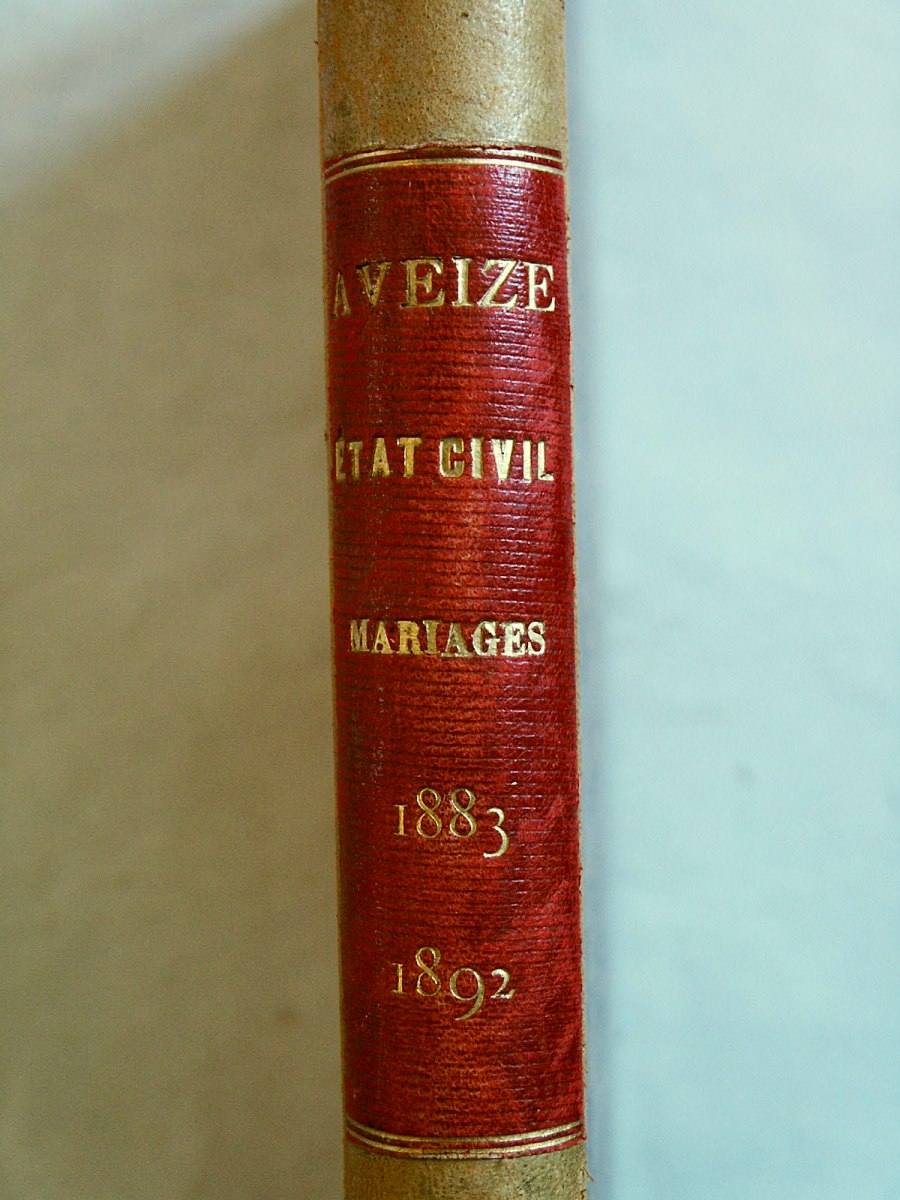 AVEIZE
ÉTAT CIVIL
MARIAGES
1883
1892